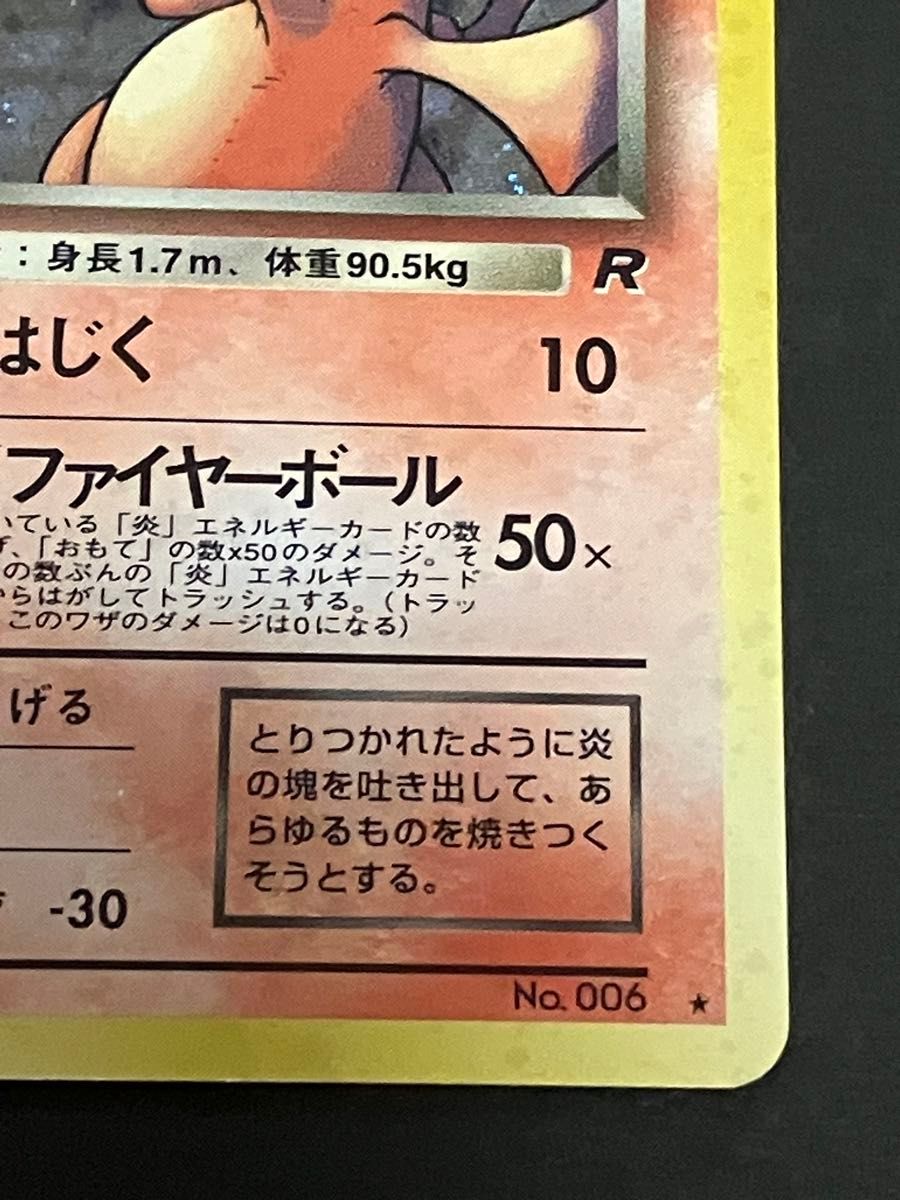 ：身長1.7m、体重90.5kg
R
はじく 10
ファイヤーボール
50×
いている「炎」エネルギーカードの数
、「おもて」の数x50のダメージ。そ
の数ぶんの「炎」エネルギーカード
からはがしてトラッシュする。（トラッ
このワザのダメージは0になる）
げる
とりつかれたように炎
の塊を吐き出して、あ
らゆるものを焼きつく
そうとする。
-30
No. 006 ★